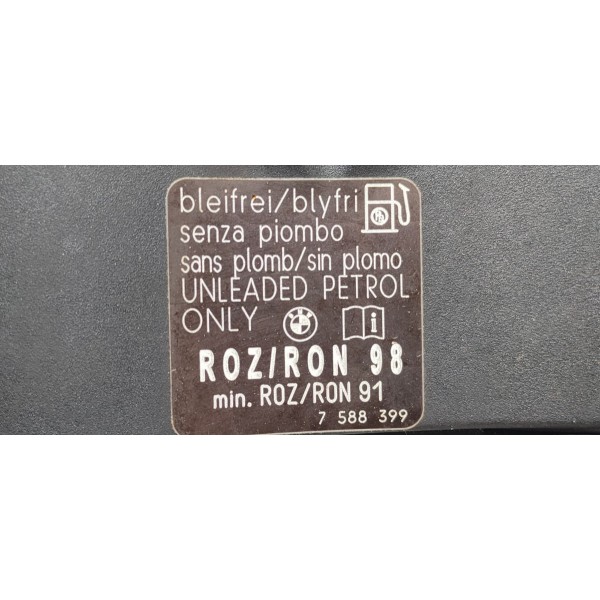 bleifrei/blyfri
senza piombo
sans plomb/sin plomo
UNLEADED PETROL
ONLY
ROZ/RON 98
min. ROZ/RON 91
7 588 399